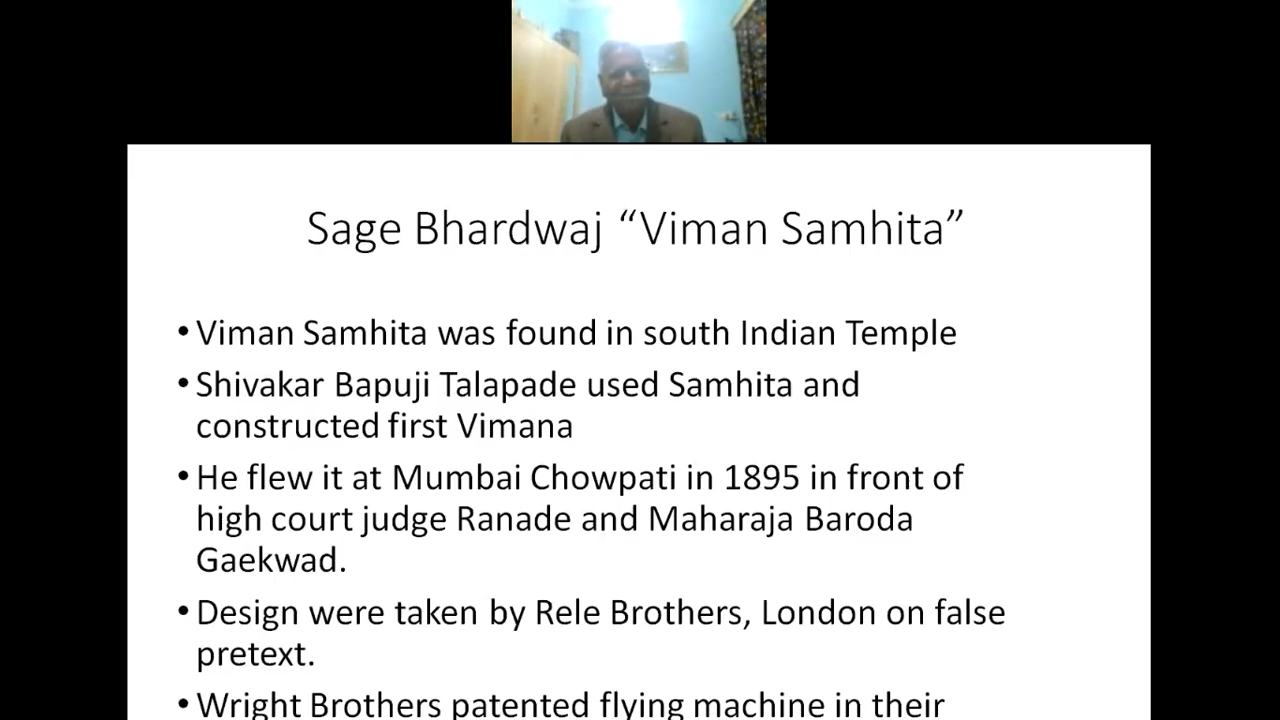 Sage Bhardwaj “Viman Samhita”
• Viman Samhita was found in south Indian Temple
• Shivakar Bapuji Talapade used Samhita and
constructed first Vimana
• He flew it at Mumbai Chowpati in 1895 in front of
high court judge Ranade and Maharaja Baroda
Gaekwad.
• Design were taken by Rele Brothers, London on false
pretext.
• Wright Brothers patented flying machine in their